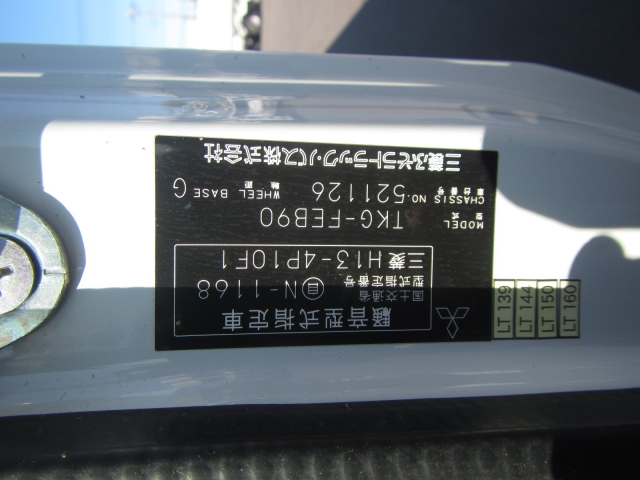 騒音型式指定車
国土交通省
型式指定番号 自N-1168
三菱 H13-4P10F1
MODEL 型式 TKG-FEB90
CHASSIS NO. 車台番号 521126 WHEEL BASE 軸距 G
三菱ふそうトラック・バス株式会社
LT 139
LT 144
LT 150
LT 160